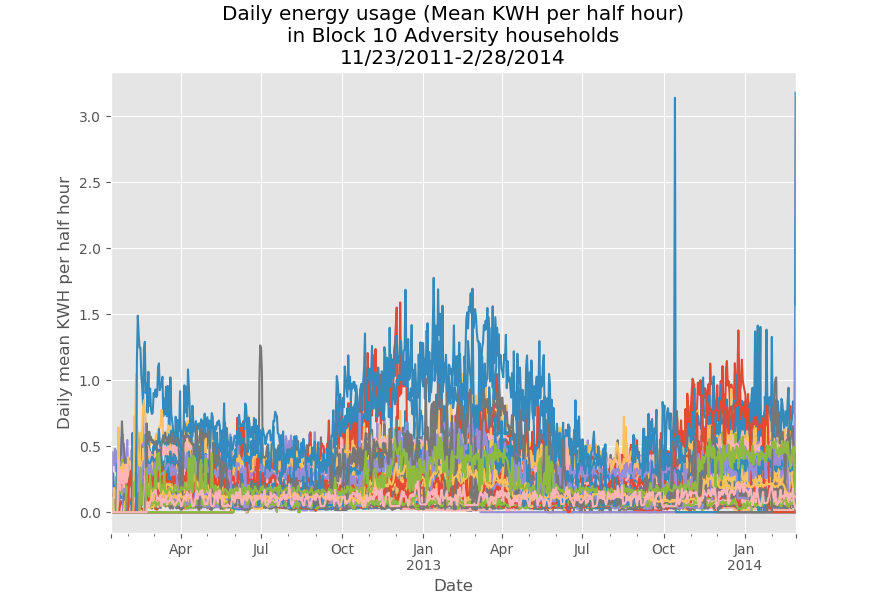 Daily energy usage (Mean KWH per half hour)
in Block 10 Adversity households
11/23/2011-2/28/2014
Daily mean KWH per half hour
3.0
2.5
2.0
1.5
1.0
0.5
0.0
Apr Jul Oct Jan Apr Jul Oct Jan
2013 2014
Date